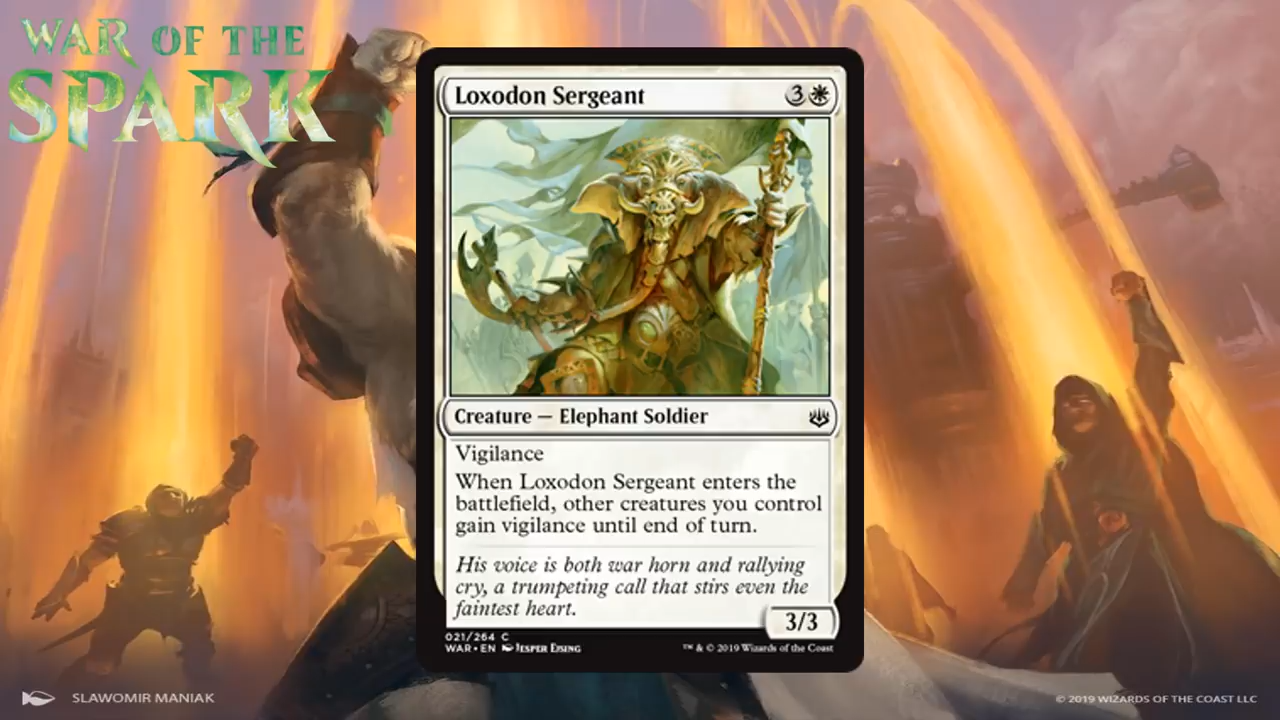 WAR OF THE
SPARK
Loxodon Sergeant 3
Creature — Elephant Soldier
Vigilance
When Loxodon Sergeant enters the
battlefield, other creatures you control
gain vigilance until end of turn.
His voice is both war horn and rallying
cry, a trumpeting call that stirs even the
faintest heart.
3/3
021/264 C
WAR • EN JESPER EJSING
™ & © 2019 Wizards of the Coast
SLAWOMIR MANIAK
© 2019 WIZARDS OF THE COAST LLC